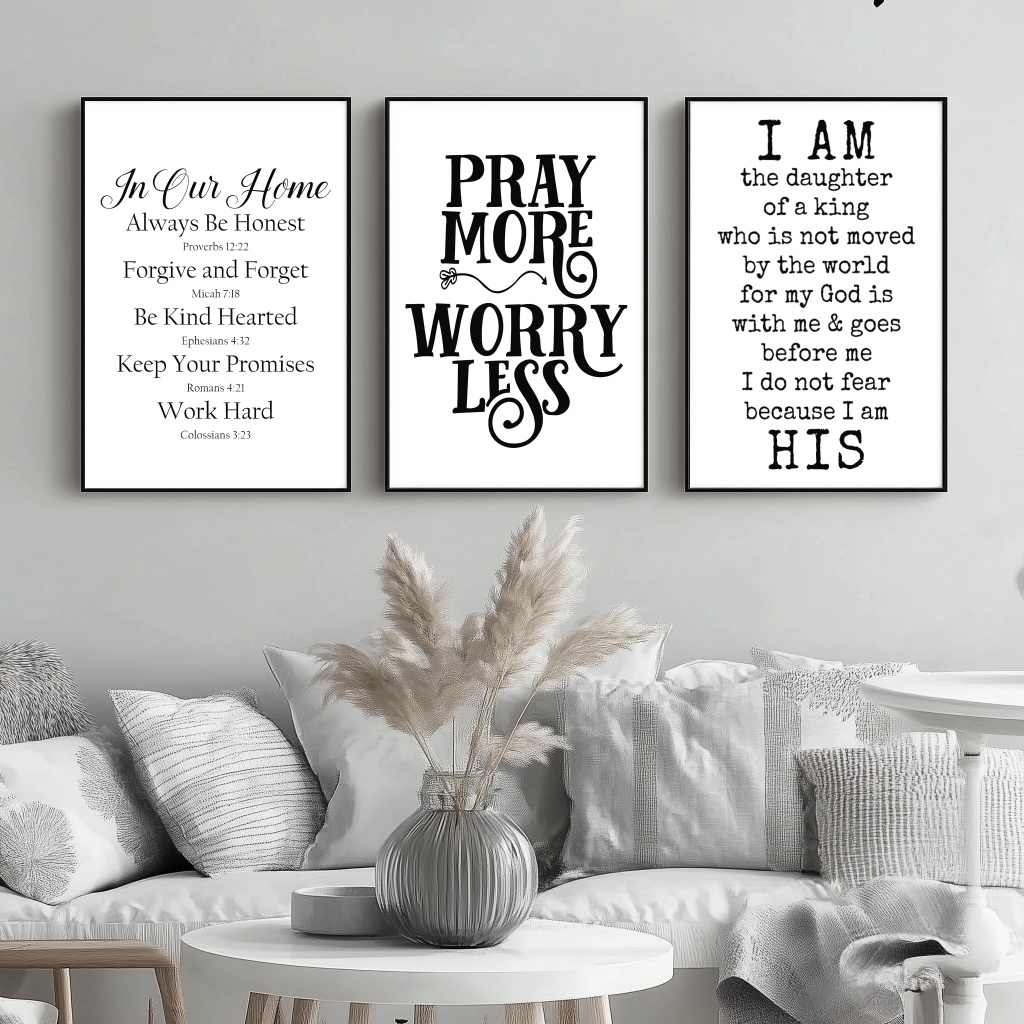 In Our Home
Always Be Honest
Proverbs 12:22
Forgive and Forget
Micah 7:18
Be Kind Hearted
Ephesians 4:32
Keep Your Promises
Romans 4:21
Work Hard
Colossians 3:23
PRAY
MORE
WORRY
LESS
I AM
the daughter
of a king
who is not moved
by the world
for my God is
with me & goes
before me
I do not fear
because I am
HIS